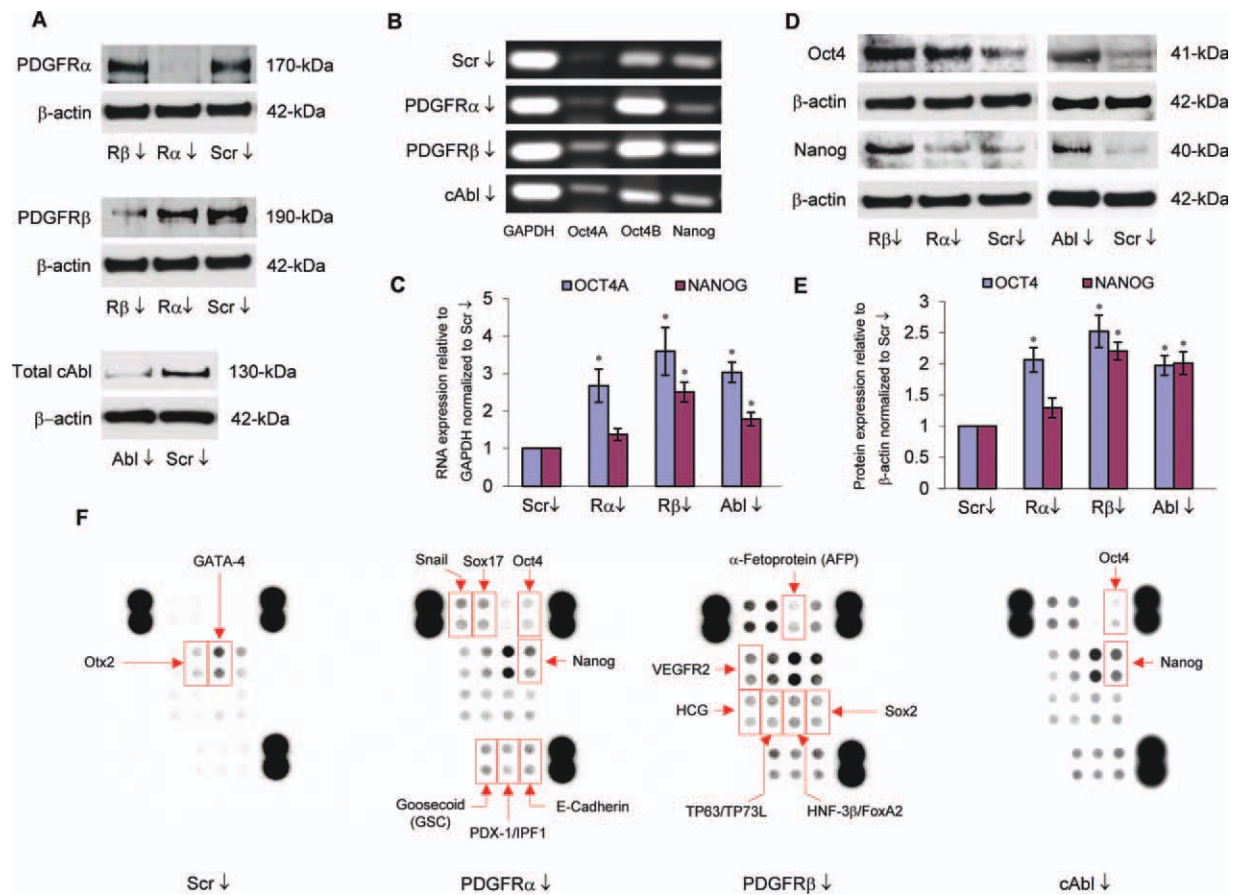 A
PDGFRα 170-kDa
β-actin 42-kDa
Rβ ↓ Rα ↓ Scr ↓
PDGFRβ 190-kDa
β-actin 42-kDa
Rβ ↓ Rα↓ Scr ↓
Total cAbl 130-kDa
β–actin 42-kDa
Abl ↓ Scr ↓
B
Scr ↓
PDGFRα ↓
PDGFRβ ↓
cAbl ↓
GAPDH Oct4A Oct4B Nanog
C
OCT4A NANOG
RNA expression relative to
GAPDH normalized to Scr ↓
5
4
3
2
1
0
* * * * *
Scr↓ Rα↓ Rβ↓ Abl ↓
D
Oct4 41-kDa
β-actin 42-kDa
Nanog 40-kDa
β-actin 42-kDa
Rβ↓ Rα↓ Scr↓ Abl ↓ Scr ↓
E
OCT4 NANOG
Protein expression relative to
β-actin normalized to Scr ↓
3
2.5
2
1.5
1
0.5
0
* * * * *
Scr↓ Rα↓ Rβ↓ Abl ↓
F
GATA-4
Otx2
Scr ↓
Snail Sox17 Oct4
Nanog
Goosecoid
(GSC)
PDX-1/IPF1
E-Cadherin
PDGFRα ↓
α-Fetoprotein (AFP)
VEGFR2
HCG
Sox2
TP63/TP73L
HNF-3β/FoxA2
PDGFRβ ↓
Oct4
Nanog
cAbl↓